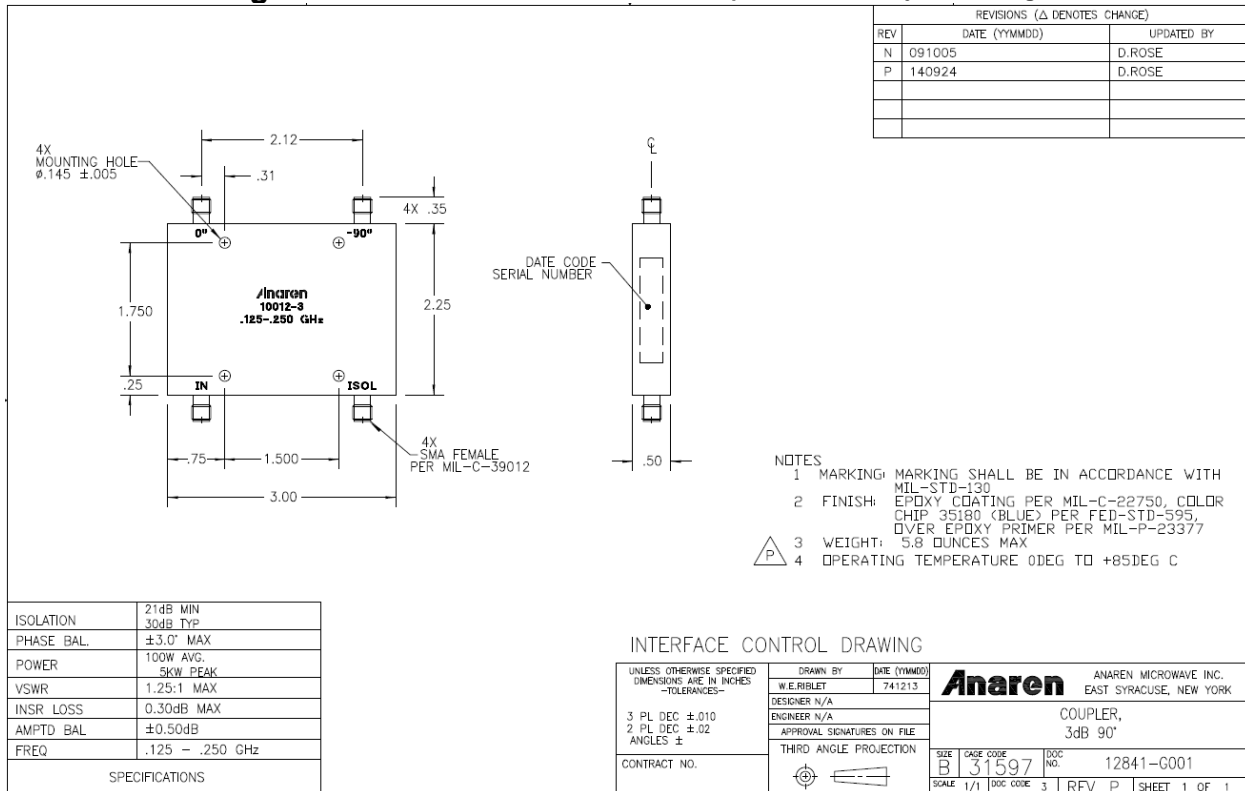 REVISIONS (△ DENOTES CHANGE)
REV DATE (YYMMDD) UPDATED BY
N 091005 D.ROSE
P 140924 D.ROSE
2.12
4X
MOUNTING HOLE
ø.145 ±.005
.31
4X .35
0° -90°
Anaren
10012-3
.125-.250 GHz
1.750
2.25
.25
IN ISOL
4X
SMA FEMALE
PER MIL-C-39012
.75 1.500
3.00
℄
DATE CODE
SERIAL NUMBER
.50
NOTES
1 MARKING: MARKING SHALL BE IN ACCORDANCE WITH
MIL-STD-130
2 FINISH: EPOXY COATING PER MIL-C-22750, COLOR
CHIP 35180 (BLUE) PER FED-STD-595,
OVER EPOXY PRIMER PER MIL-P-23377
3 WEIGHT: 5.8 OUNCES MAX
P
4 OPERATING TEMPERATURE 0DEG TO +85DEG C
ISOLATION 21dB MIN
30dB TYP
PHASE BAL. ±3.0° MAX
POWER 100W AVG.
5KW PEAK
VSWR 1.25:1 MAX
INSR LOSS 0.30dB MAX
AMPTD BAL ±0.50dB
FREQ .125 - .250 GHz
SPECIFICATIONS
INTERFACE CONTROL DRAWING
UNLESS OTHERWISE SPECIFIED
DIMENSIONS ARE IN INCHES
-TOLERANCES-
3 PL DEC ±.010
2 PL DEC ±.02
ANGLES ±
CONTRACT NO.
DRAWN BY DATE (YYMMDD)
W.E.RIBLET 741213
DESIGNER N/A
ENGINEER N/A
APPROVAL SIGNATURES ON FILE
THIRD ANGLE PROJECTION
Anaren
ANAREN MICROWAVE INC.
EAST SYRACUSE, NEW YORK
COUPLER,
3dB 90°
SIZE B CAGE CODE 31597 DOC NO. 12841-G001
SCALE 1/1 DOC CODE 3 REV P SHEET 1 OF 1